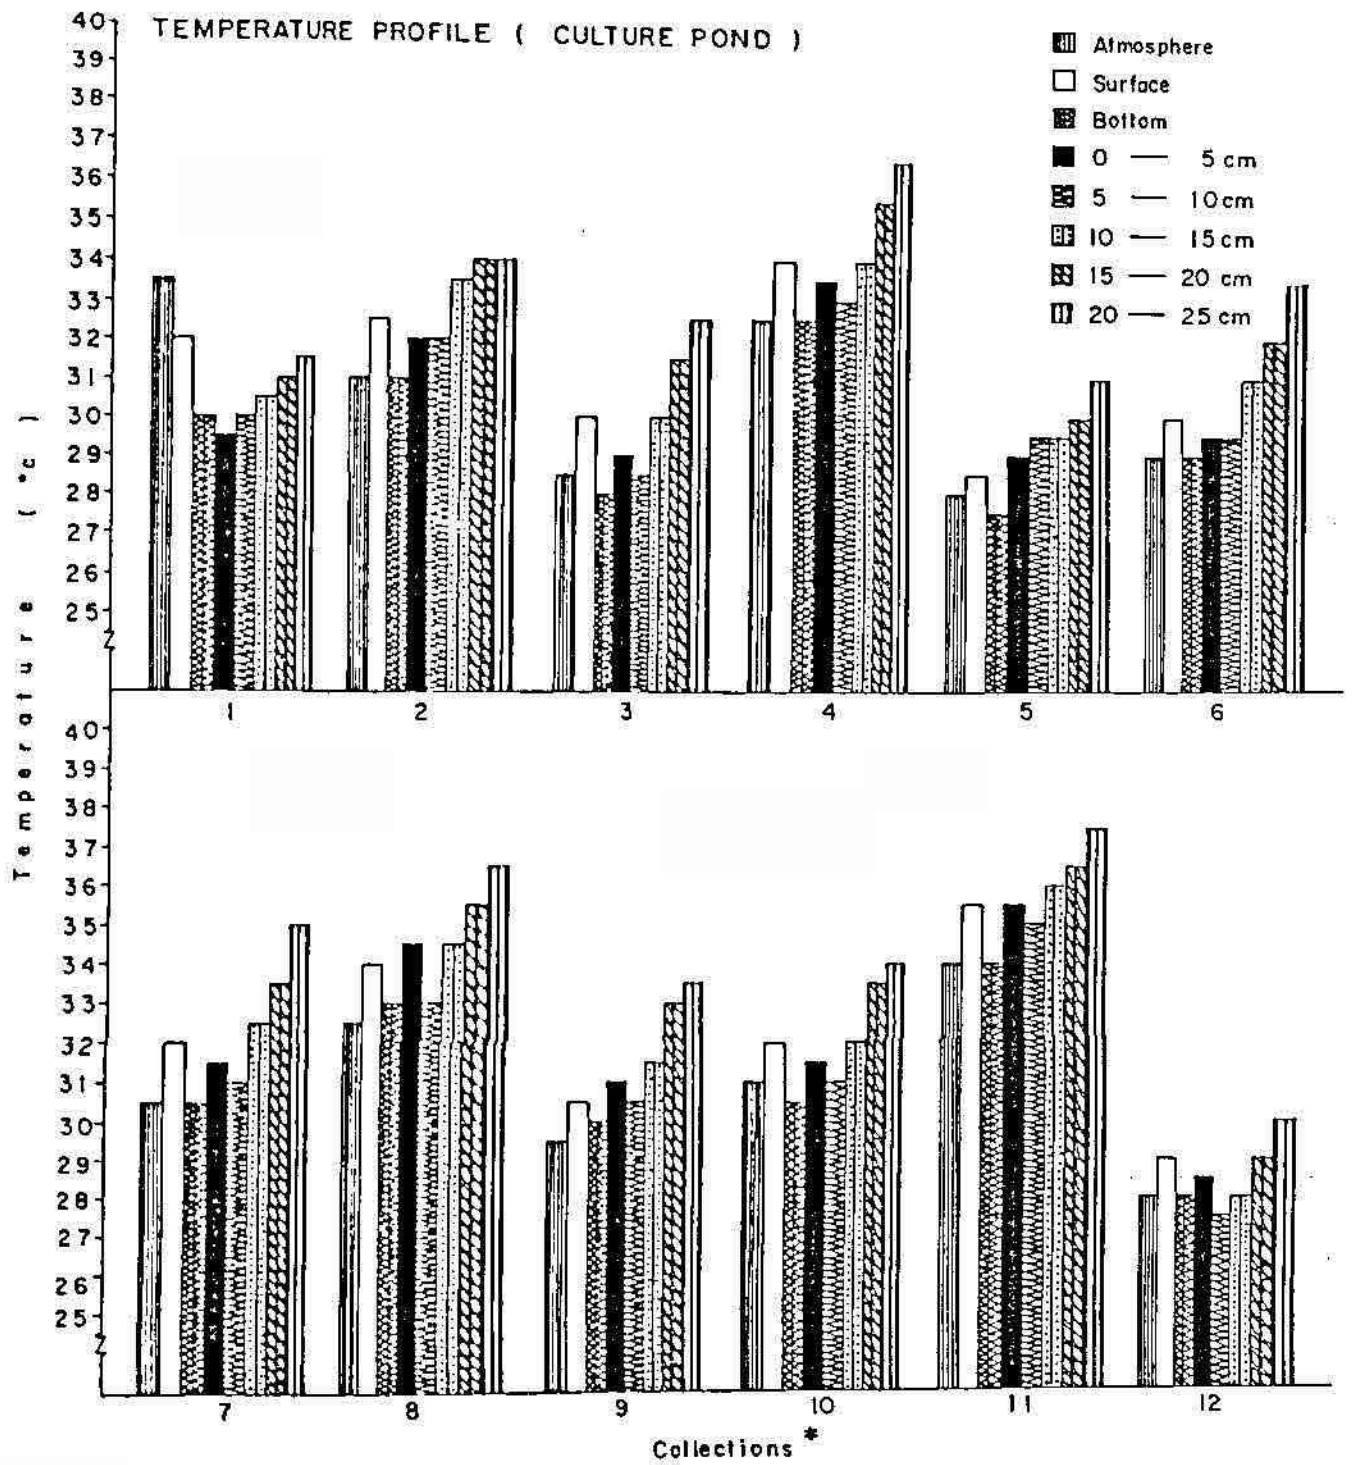 TEMPERATURE PROFILE ( CULTURE POND )
Atmosphere
Surface
Bottom
0 — 5 cm
5 — 10 cm
10 — 15 cm
15 — 20 cm
20 — 25 cm
40
39
38
37
36
35
34
33
32
31
30
29
28
27
26
25
1 2 3 4 5 6
Temperature ( °c )
40
39
38
37
36
35
34
33
32
31
30
29
28
27
26
25
7 8 9 10 11 12
Collections *